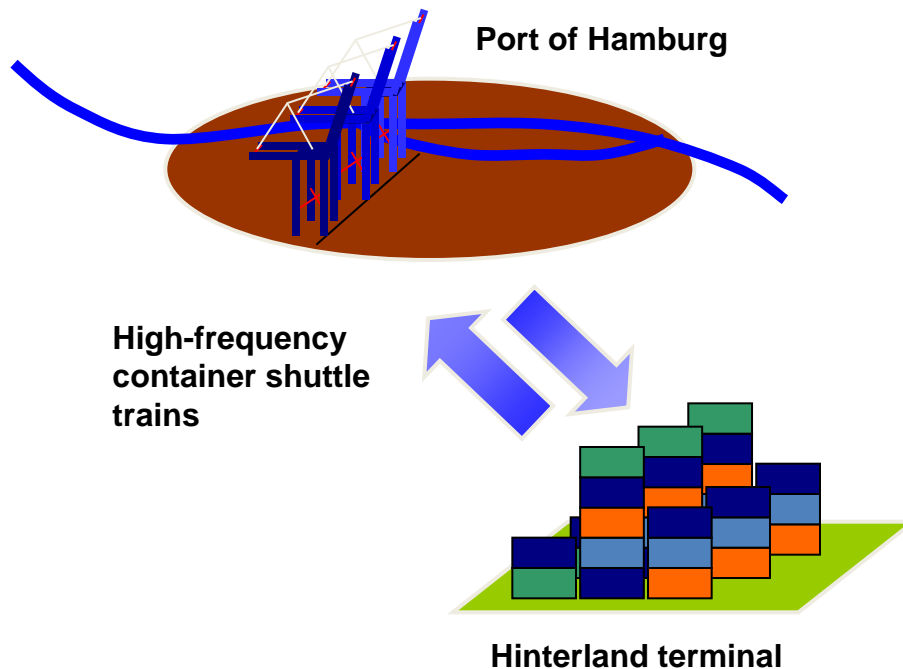 Port of Hamburg
High-frequency
container shuttle
trains
Hinterland terminal